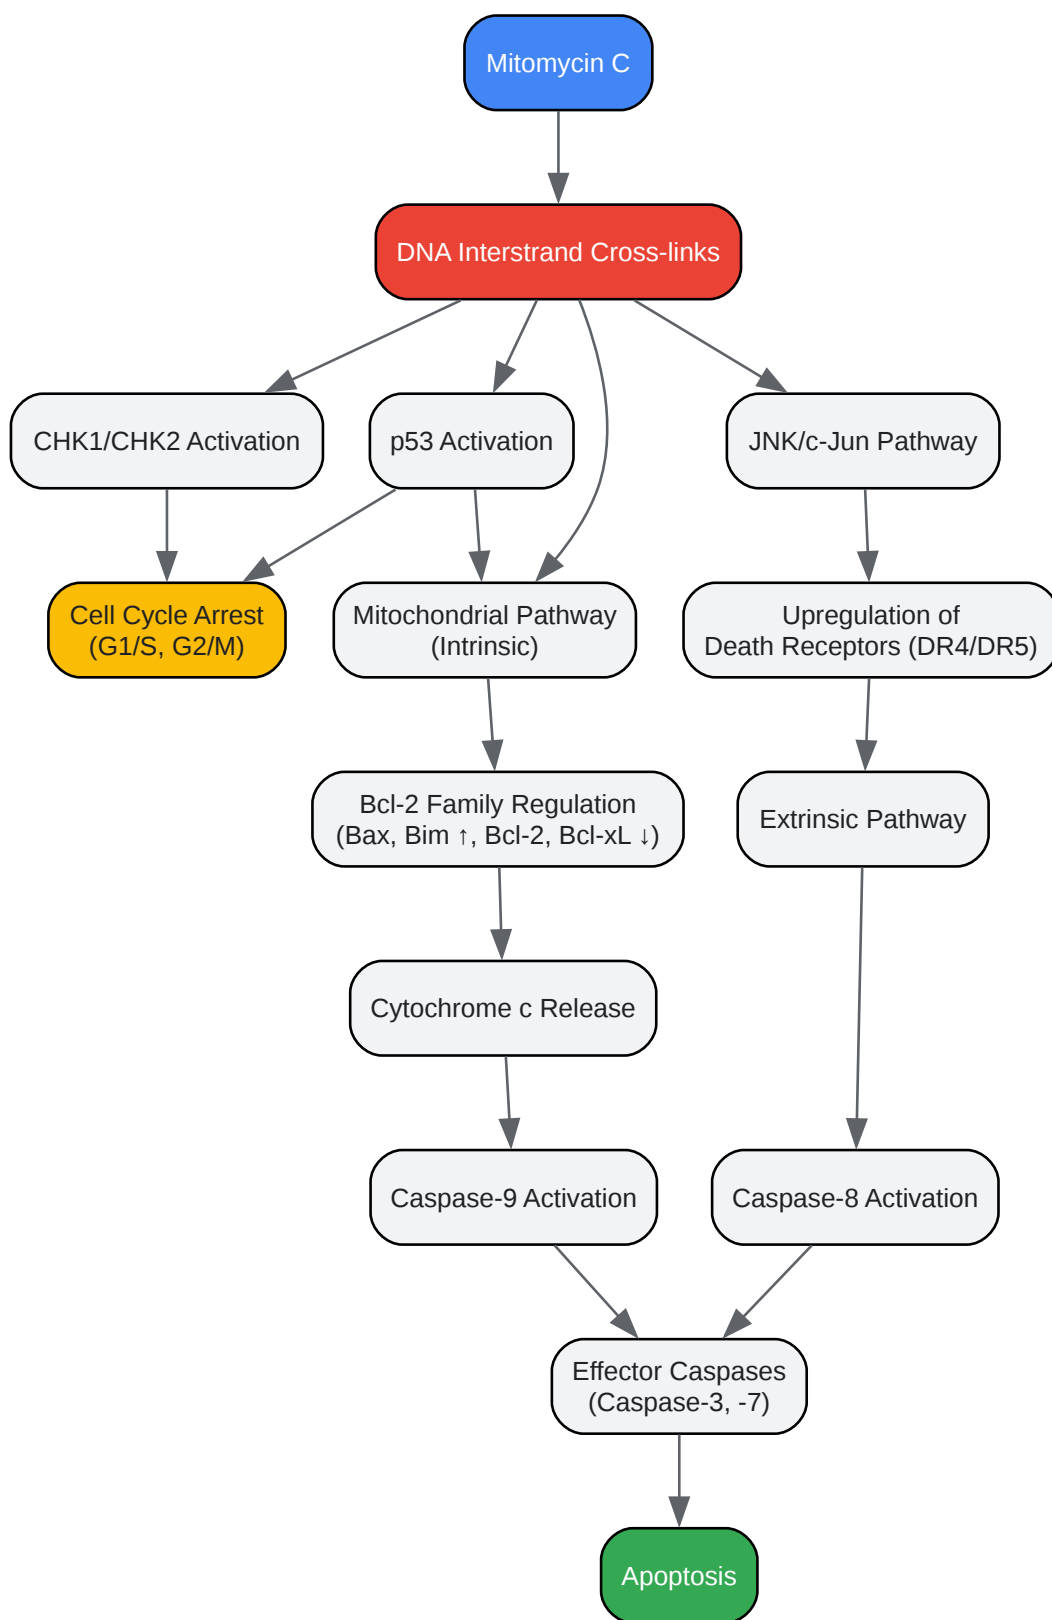 Mitomycin C
DNA Interstrand Cross-links
CHK1/CHK2 Activation
p53 Activation
JNK/c-Jun Pathway
Cell Cycle Arrest
(G1/S, G2/M)
Mitochondrial Pathway
(Intrinsic)
Upregulation of
Death Receptors (DR4/DR5)
Bcl-2 Family Regulation
(Bax, Bim ↑, Bcl-2, Bcl-xL ↓)
Extrinsic Pathway
Cytochrome c Release
Caspase-9 Activation
Caspase-8 Activation
Effector Caspases
(Caspase-3, -7)
Apoptosis